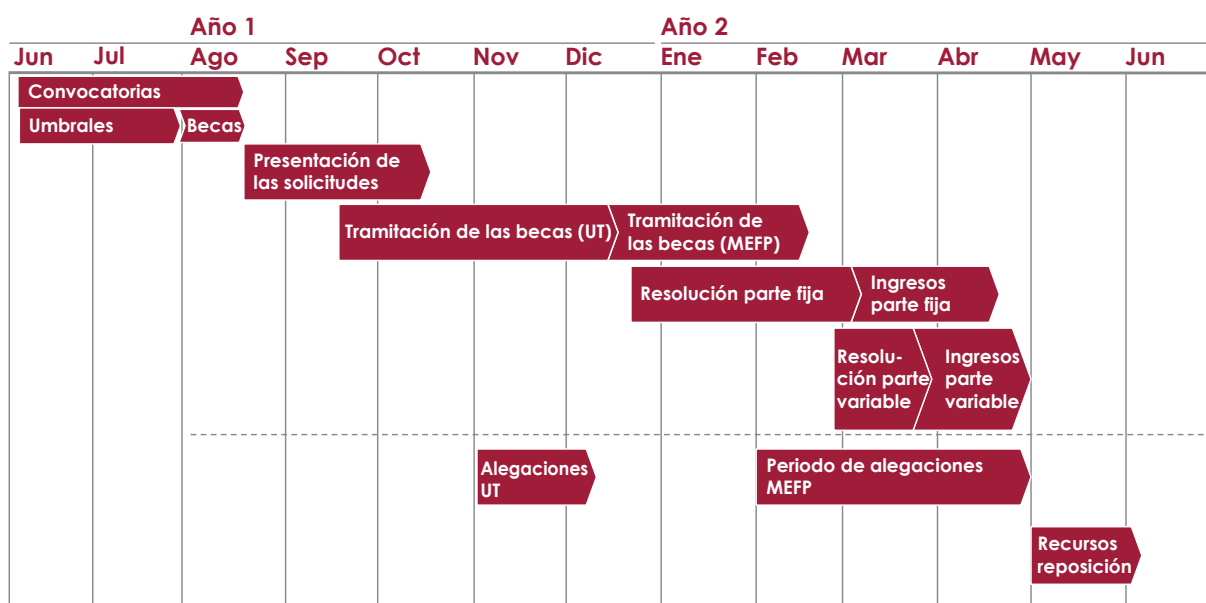 Año 1 Año 2
Jun Jul Ago Sep Oct Nov Dic Ene Feb Mar Abr May Jun
Convocatorias
Umbrales Becas
Presentación de
las solicitudes
Tramitación de las becas (UT)
Tramitación de
las becas (MEFP)
Resolución parte fija
Ingresos
parte fija
Resolu-
ción parte
variable
Ingresos
parte
variable
Alegaciones
UT
Periodo de alegaciones
MEFP
Recursos
reposición